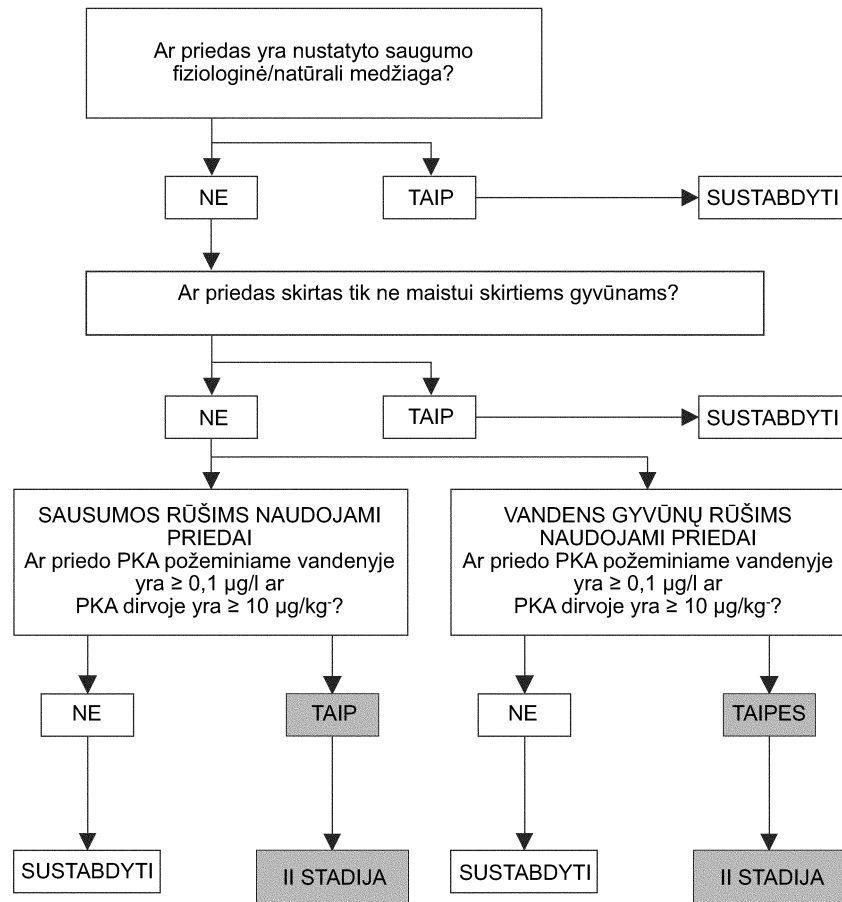 Ar priedas yra nustatyto saugumo
fiziologinė/natūrali medžiaga?
NE
TAIP
SUSTABDYTI
Ar priedas skirtas tik ne maistui skirtiems gyvūnams?
NE
TAIP
SUSTABDYTI
SAUSUMOS RŪŠIMS NAUDOJAMI
PRIEDAI
Ar priedo PKA požeminiame vandenyje
yra ≥ 0,1 µg/l ar
PKA dirvoje yra ≥ 10 µg/kg⁻?
VANDENS GYVŪNŲ RŪŠIMS
NAUDOJAMI PRIEDAI
Ar priedo PKA požeminiame vandenyje
yra ≥ 0,1 µg/l ar
PKA dirvoje yra ≥ 10 µg/kg⁻?
NE
TAIP
NE
TAIPES
SUSTABDYTI
II STADIJA
SUSTABDYTI
II STADIJA